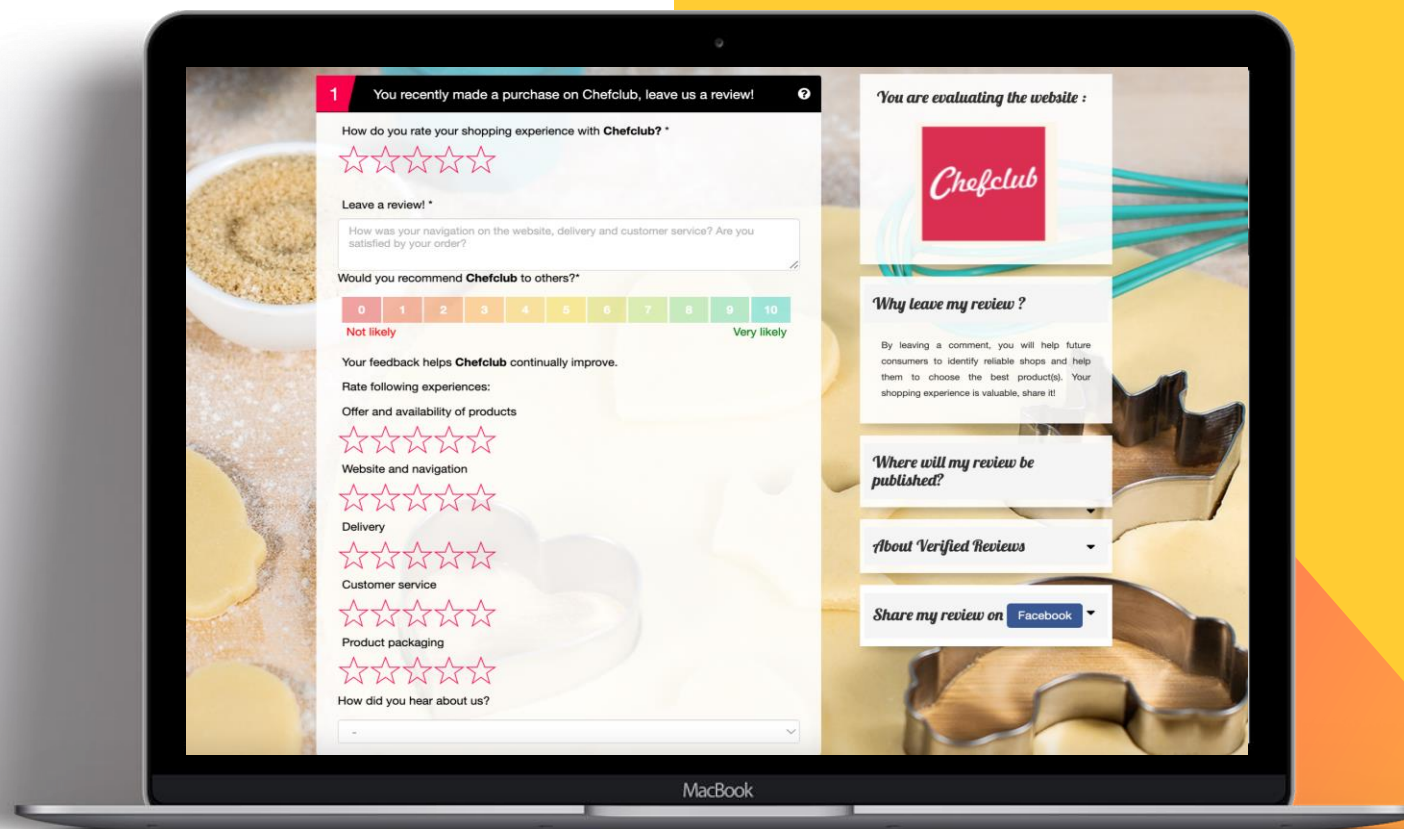 1 You recently made a purchase on Chefclub, leave us a review! ?
How do you rate your shopping experience with Chefclub? *
Leave a review! *
How was your navigation on the website, delivery and customer service? Are you
satisfied by your order?
Would you recommend Chefclub to others?*
0 1 2 3 4 5 6 7 8 9 10
Not likely Very likely
Your feedback helps Chefclub continually improve.
Rate following experiences:
Offer and availability of products
Website and navigation
Delivery
Customer service
Product packaging
How did you hear about us?
-
You are evaluating the website :
Chefclub
Why leave my review ?
By leaving a comment, you will help future
consumers to identify reliable shops and help
them to choose the best product(s). Your
shopping experience is valuable, share it!
Where will my review be
published?
About Verified Reviews
Share my review on Facebook
MacBook